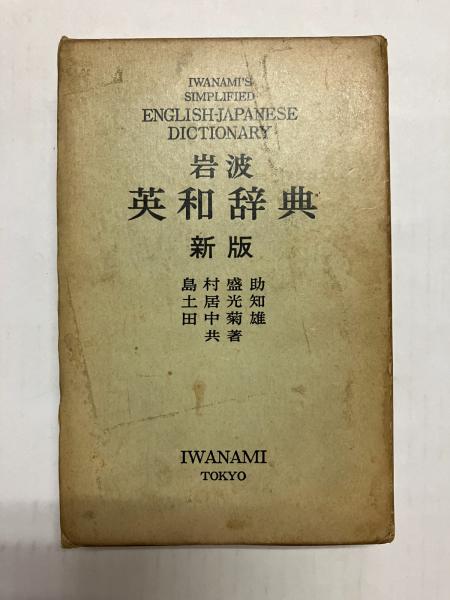 IWANAMI'S
SIMPLIFIED
ENGLISH-JAPANESE
DICTIONARY
岩波
英和辞典
新版
島村盛助
土居光知
田中菊雄
共著
IWANAMI
TOKYO